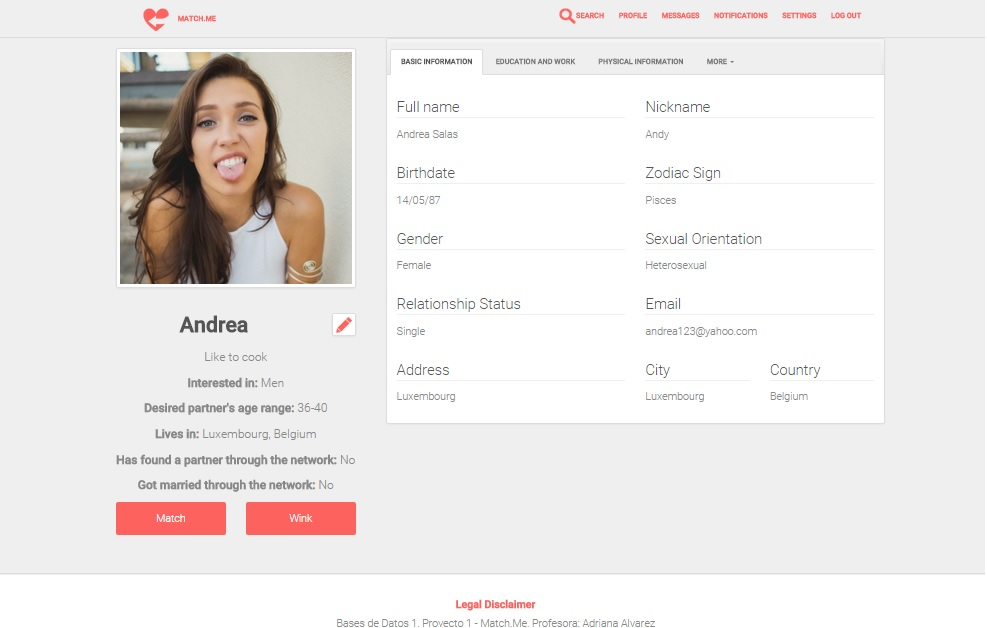 MATCH.ME
SEARCH PROFILE MESSAGES NOTIFICATIONS SETTINGS LOG OUT
Andrea
Like to cook
Interested in: Men
Desired partner's age range: 36-40
Lives in: Luxembourg, Belgium
Has found a partner through the network: No
Got married through the network: No
Match Wink
BASIC INFORMATION EDUCATION AND WORK PHYSICAL INFORMATION MORE
Full name Nickname
Andrea Salas Andy
Birthdate Zodiac Sign
14/05/87 Pisces
Gender Sexual Orientation
Female Heterosexual
Relationship Status Email
Single andrea123@yahoo.com
Address City Country
Luxembourg Luxembourg Belgium
Legal Disclaimer
Bases de Datos 1. Proyecto 1 - Match.Me. Profesora: Adriana Alvarez